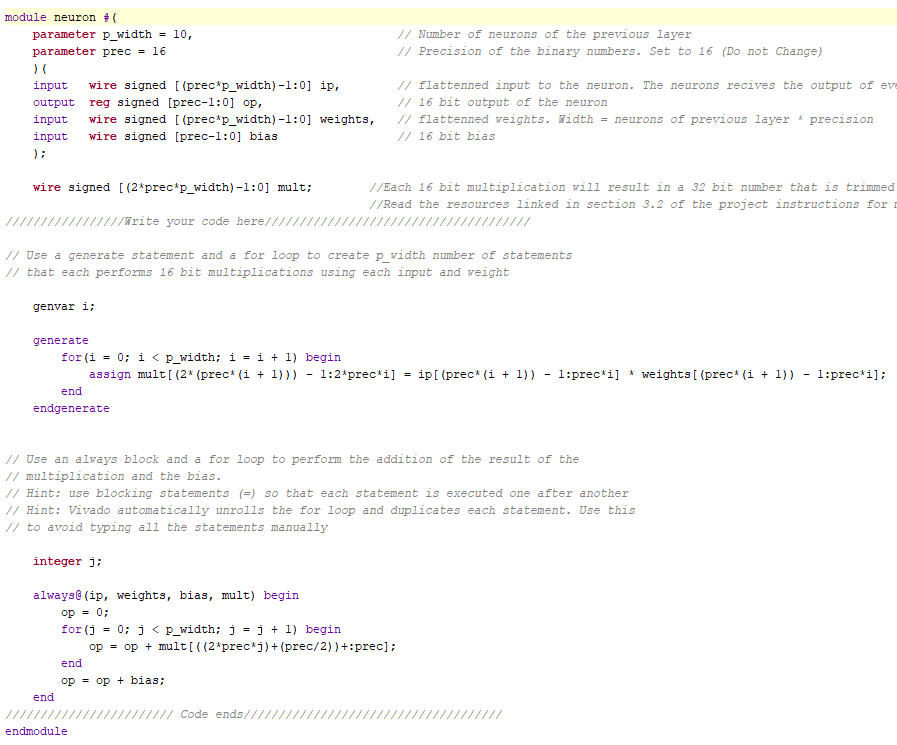 module neuron #(
parameter p_width = 10, // Number of neurons of the previous layer
parameter prec = 16 // Precision of the binary numbers. Set to 16 (Do not Change)
)(
input wire signed [(prec*p_width)-1:0] ip, // flattenned input to the neuron. The neurons recives the output of
output reg signed [prec-1:0] op, // 16 bit output of the neuron
input wire signed [(prec*p_width)-1:0] weights, // flattenned weights. Width = neurons of previous layer * precision
input wire signed [prec-1:0] bias // 16 bit bias
);
wire signed [(2*prec*p_width)-1:0] mult; //Each 16 bit multiplication will result in a 32 bit number that is trimmed
//Read the resources linked in section 3.2 of the project instructions for
/////////////////Write your code here//////////////////////////////////////
// Use a generate statement and a for loop to create p_width number of statements
// that each performs 16 bit multiplications using each input and weight
genvar i;
generate
for(i = 0; i < p_width; i = i + 1) begin
assign mult[(2*(prec*(i + 1))) - 1:2*prec*i] = ip[(prec*(i + 1)) - 1:prec*i] * weights[(prec*(i + 1)) - 1:prec*i];
end
endgenerate
// Use an always block and a for loop to perform the addition of the result of the
// multiplication and the bias.
// Hint: use blocking statements (=) so that each statement is executed one after another
// Hint: Vivado automatically unrolls the for loop and duplicates each statement. Use this
// to avoid typing all the statements manually
integer j;
always@(ip, weights, bias, mult) begin
op = 0;
for(j = 0; j < p_width; j = j + 1) begin
op = op + mult[((2*prec*j)+(prec/2))+:prec];
end
op = op + bias;
end
//////////////////////// Code ends/////////////////////////////////////
endmodule